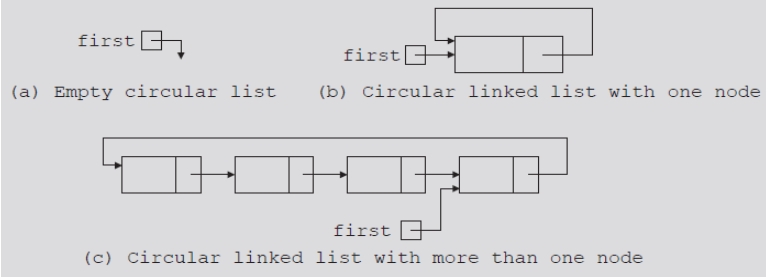 first
first
(a) Empty circular list
(b) Circular linked list with one node
first
(c) Circular linked list with more than one node